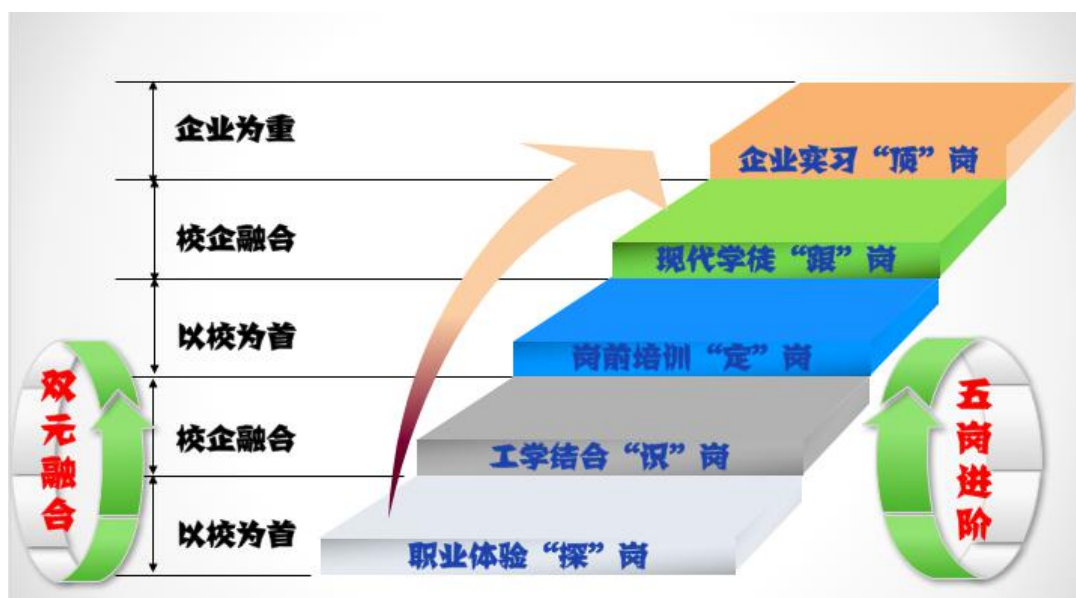 企业为重
企业实习“顶”岗
校企融合
现代学徒“跟”岗
以校为首
岗前培训“定”岗
校企融合
工学结合“识”岗
以校为首
职业体验“探”岗
双元融合
五岗进阶